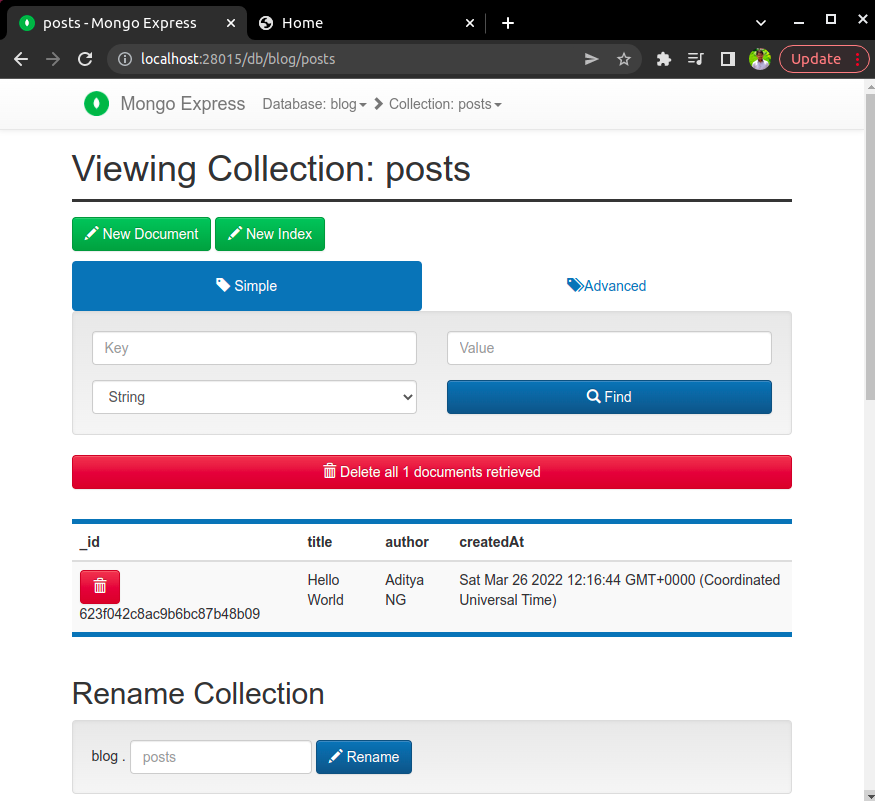 posts - Mongo Express
Home
localhost:28015/db/blog/posts
Update
Mongo Express Database: blog Collection: posts
Viewing Collection: posts
New Document New Index
Simple Advanced
Key Value
String Find
Delete all 1 documents retrieved
_id title author createdAt
Hello Aditya Sat Mar 26 2022 12:16:44 GMT+0000 (Coordinated
World NG Universal Time)
623f042c8ac9b6bc87b48b09
Rename Collection
blog . posts Rename